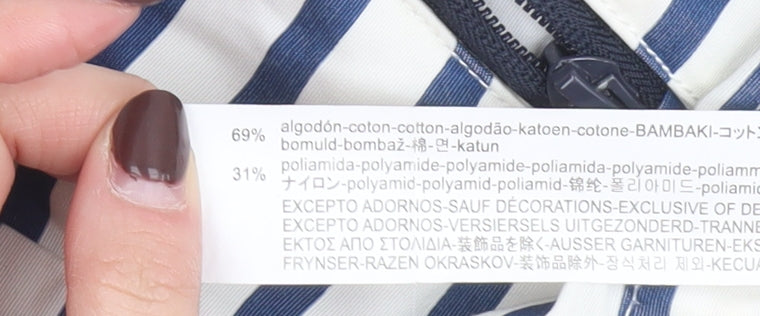 69% algodón-coton-cotton-algodão-katoen-cotone-BAMBAKI-コットン
bomuld-bombaž-棉-면-katun
31% poliamida-polyamide-polyamide-poliamida-polyamide-poliamm
ナイロン-polyamid-polyamid-poliamid-锦纶-폴리아미드-poliamid
EXCEPTO ADORNOS-SAUF DÉCORATIONS-EXCLUSIVE OF DE
EXCEPTO ADORNOS-VERSIERSELS UITGEZONDERD-TRANNE
ΕΚΤΟΣ ΑΠΟ ΣΤΟΛΙΔΙΑ-装飾品を除く-AUSSER GARNITUREN-EKS
FRYNSER-RAZEN OKRASKOV-装饰品除外-장식처리 제외-KECUA